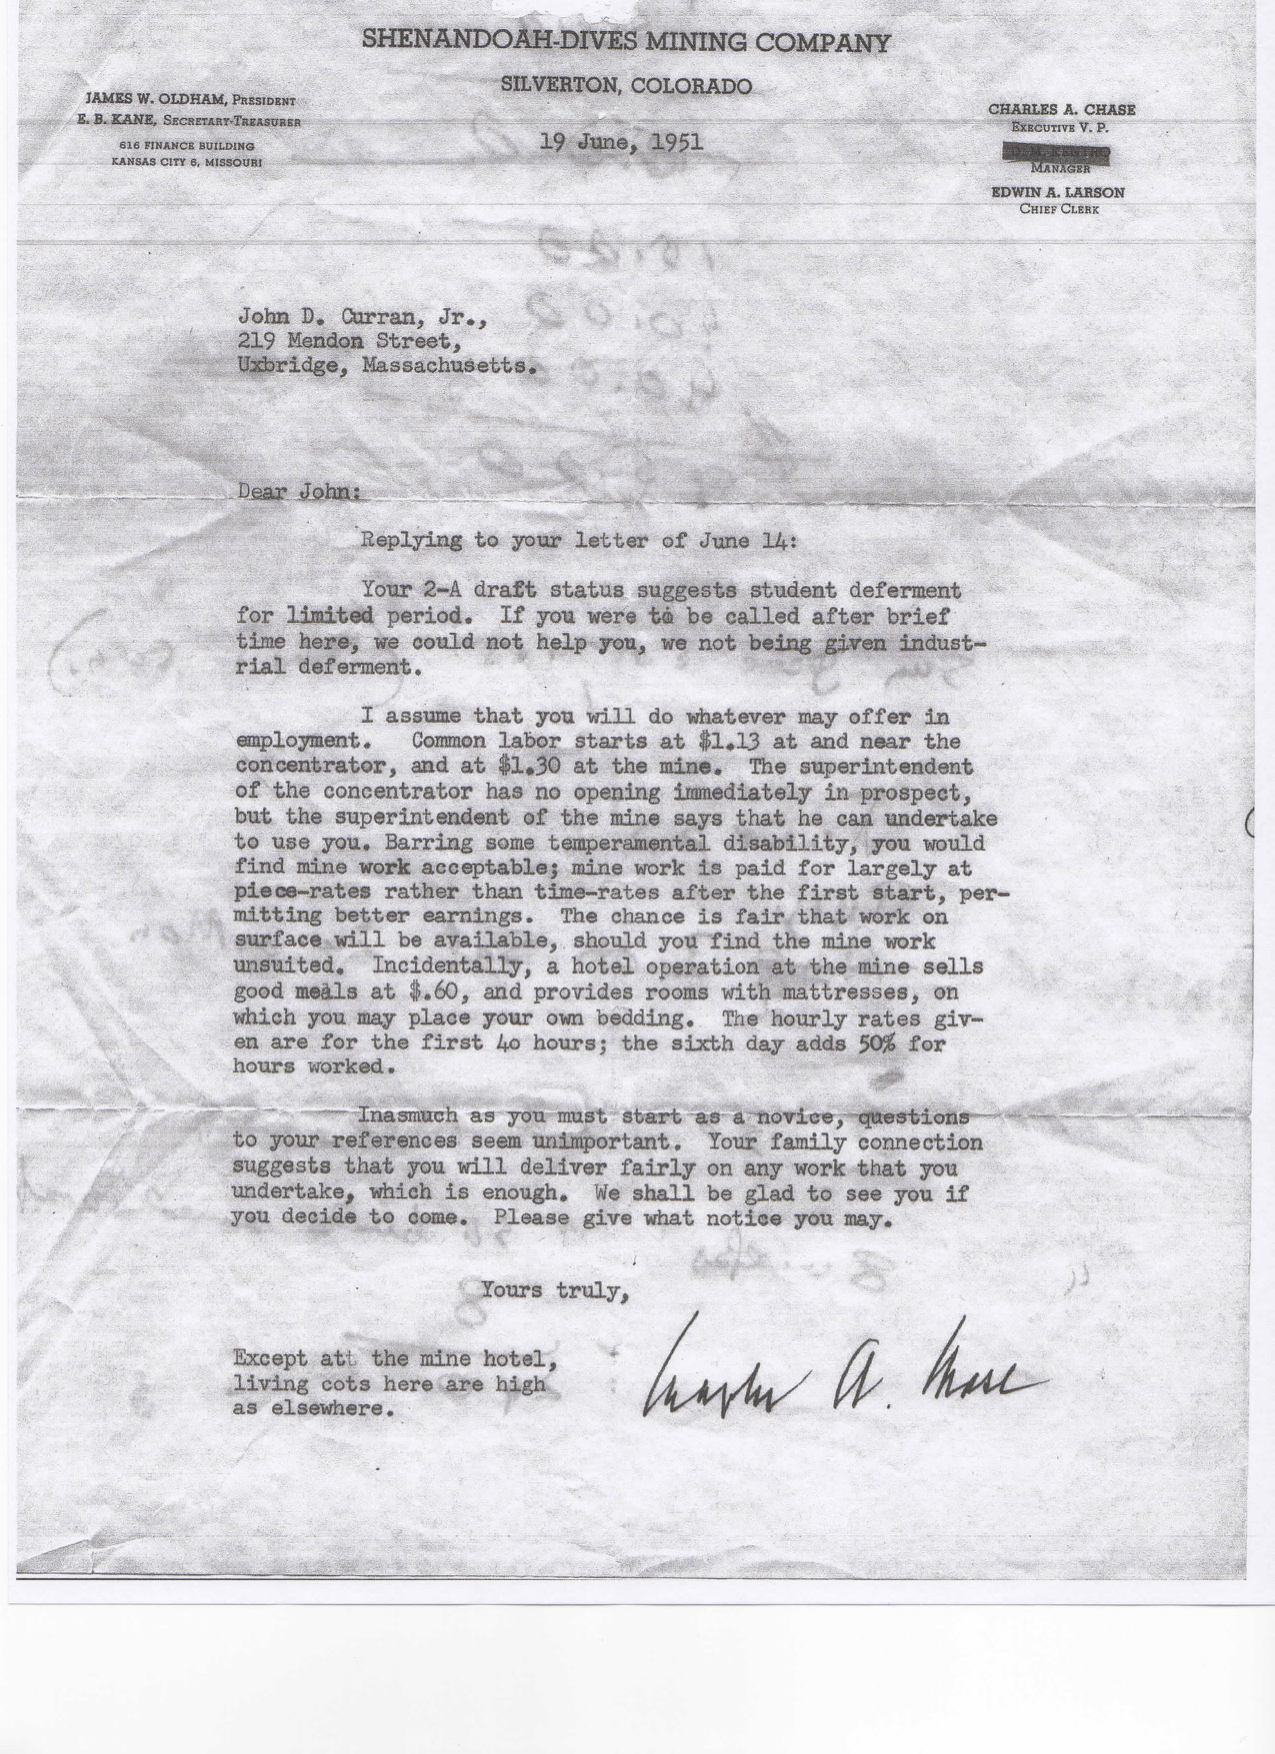 SHENANDOAH-DIVES MINING COMPANY
SILVERTON, COLORADO
JAMES W. OLDHAM, PRESIDENT
E. B. KANE, SECRETARY-TREASURER
616 FINANCE BUILDING
KANSAS CITY 6, MISSOURI
CHARLES A. CHASE
EXECUTIVE V. P.
MANAGER
EDWIN A. LARSON
CHIEF CLERK
19 June, 1951
John D. Curran, Jr.,
219 Mendon Street,
Uxbridge, Massachusetts.
Dear John:
Replying to your letter of June 14:
Your 2-A draft status suggests student deferment
for limited period. If you were to be called after brief
time here, we could not help you, we not being given indust-
rial deferment.
I assume that you will do whatever may offer in
employment. Common labor starts at $1.13 at and near the
concentrator, and at $1.30 at the mine. The superintendent
of the concentrator has no opening immediately in prospect,
but the superintendent of the mine says that he can undertake
to use you. Barring some temperamental disability, you would
find mine work acceptable; mine work is paid for largely at
piece-rates rather than time-rates after the first start, per-
mitting better earnings. The chance is fair that work on
surface will be available, should you find the mine work
unsuited. Incidentally, a hotel operation at the mine sells
good meals at $.60, and provides rooms with mattresses, on
which you may place your own bedding. The hourly rates giv-
en are for the first 4o hours; the sixth day adds 50% for
hours worked.
Inasmuch as you must start as a novice, questions
to your references seem unimportant. Your family connection
suggests that you will deliver fairly on any work that you
undertake, which is enough. We shall be glad to see you if
you decide to come. Please give what notice you may.
Yours truly,
Except att the mine hotel,
living cots here are high
as elsewhere.
Charles A. Chase